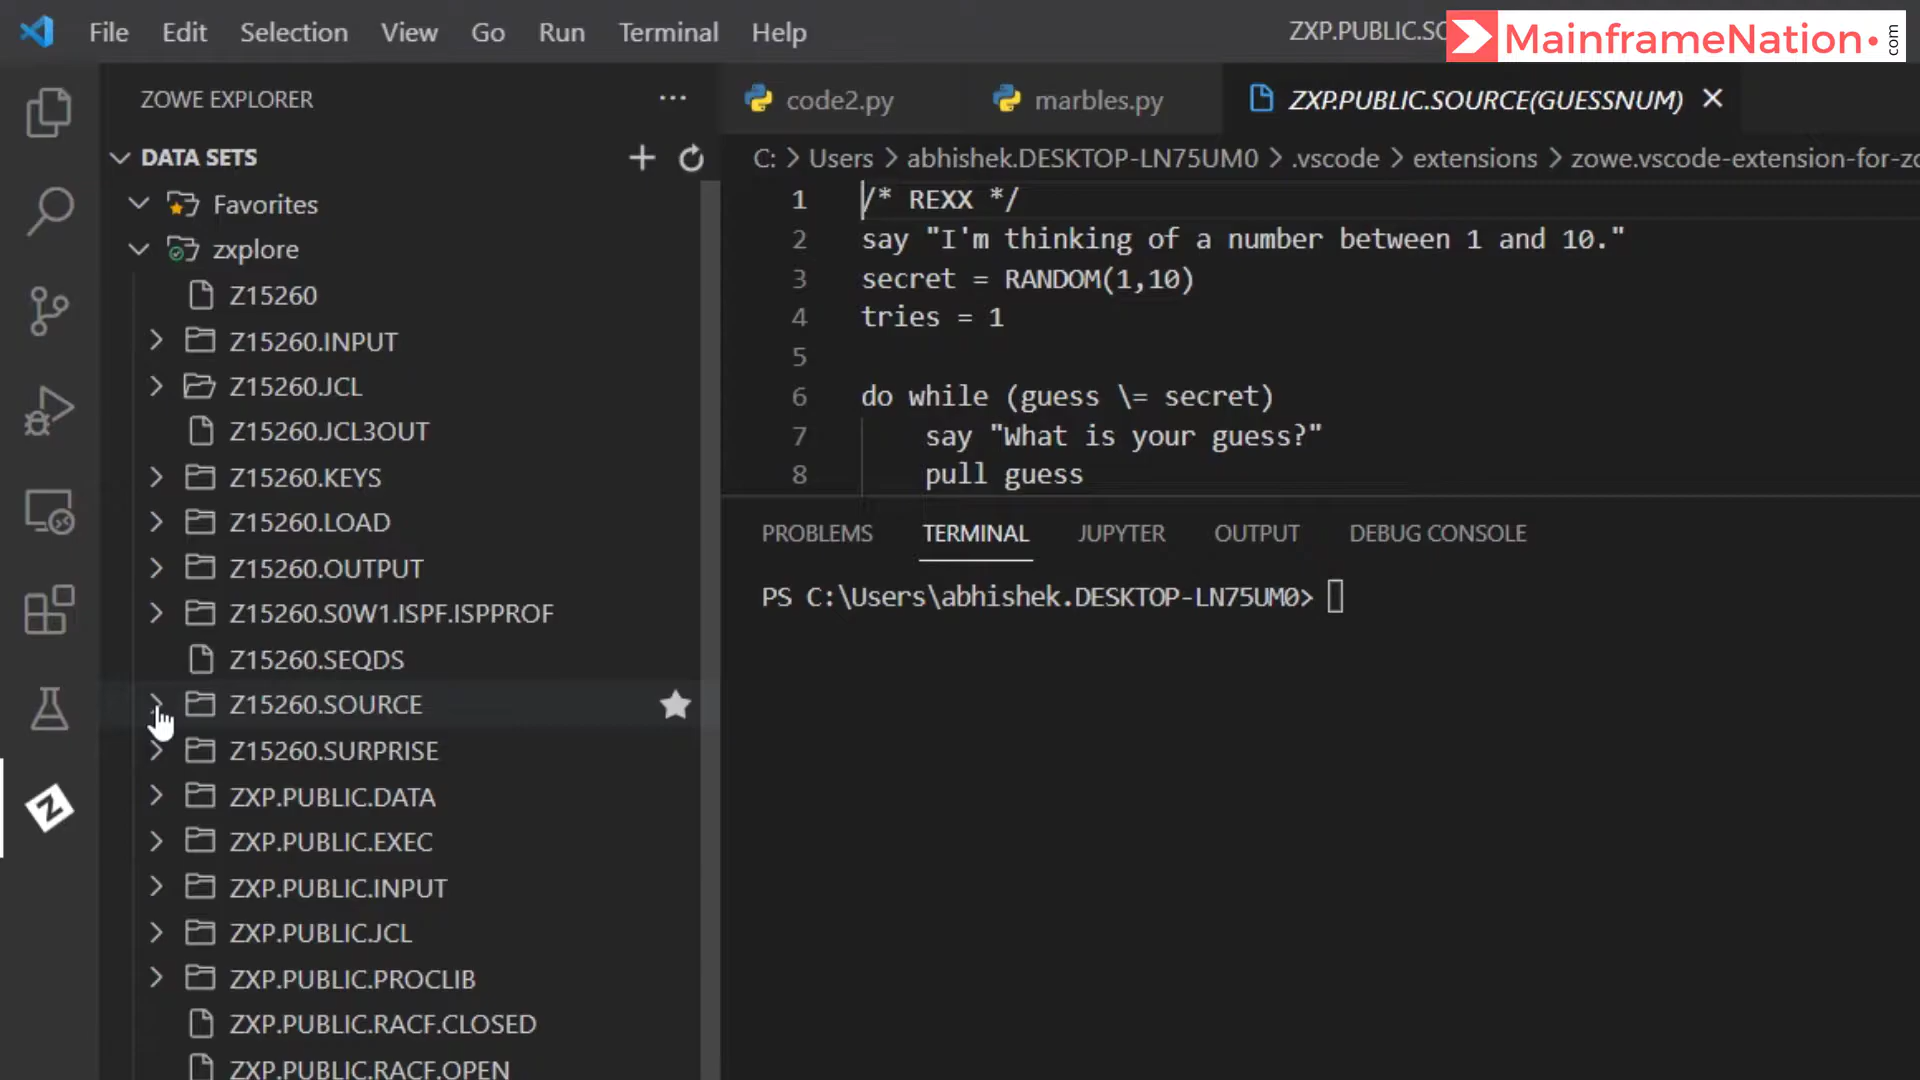 File Edit Selection View Go Run Terminal Help
ZXP.PUBLIC.SO
MainframeNation.com
ZOWE EXPLORER
DATA SETS
Favorites
zxplore
Z15260
Z15260.INPUT
Z15260.JCL
Z15260.JCL3OUT
Z15260.KEYS
Z15260.LOAD
Z15260.OUTPUT
Z15260.S0W1.ISPF.ISPPROF
Z15260.SEQDS
Z15260.SOURCE
Z15260.SURPRISE
ZXP.PUBLIC.DATA
ZXP.PUBLIC.EXEC
ZXP.PUBLIC.INPUT
ZXP.PUBLIC.JCL
ZXP.PUBLIC.PROCLIB
ZXP.PUBLIC.RACF.CLOSED
ZXP.PUBLIC.RACF.OPEN
code2.py marbles.py ZXP.PUBLIC.SOURCE(GUESSNUM)
C: > Users > abhishek.DESKTOP-LN75UM0 > .vscode > extensions > zowe.vscode-extension-for-zo
1 /* REXX */
2 say "I'm thinking of a number between 1 and 10."
3 secret = RANDOM(1,10)
4 tries = 1
5
6 do while (guess \= secret)
7 say "What is your guess?"
8 pull guess
PROBLEMS TERMINAL JUPYTER OUTPUT DEBUG CONSOLE
PS C:\Users\abhishek.DESKTOP-LN75UM0>